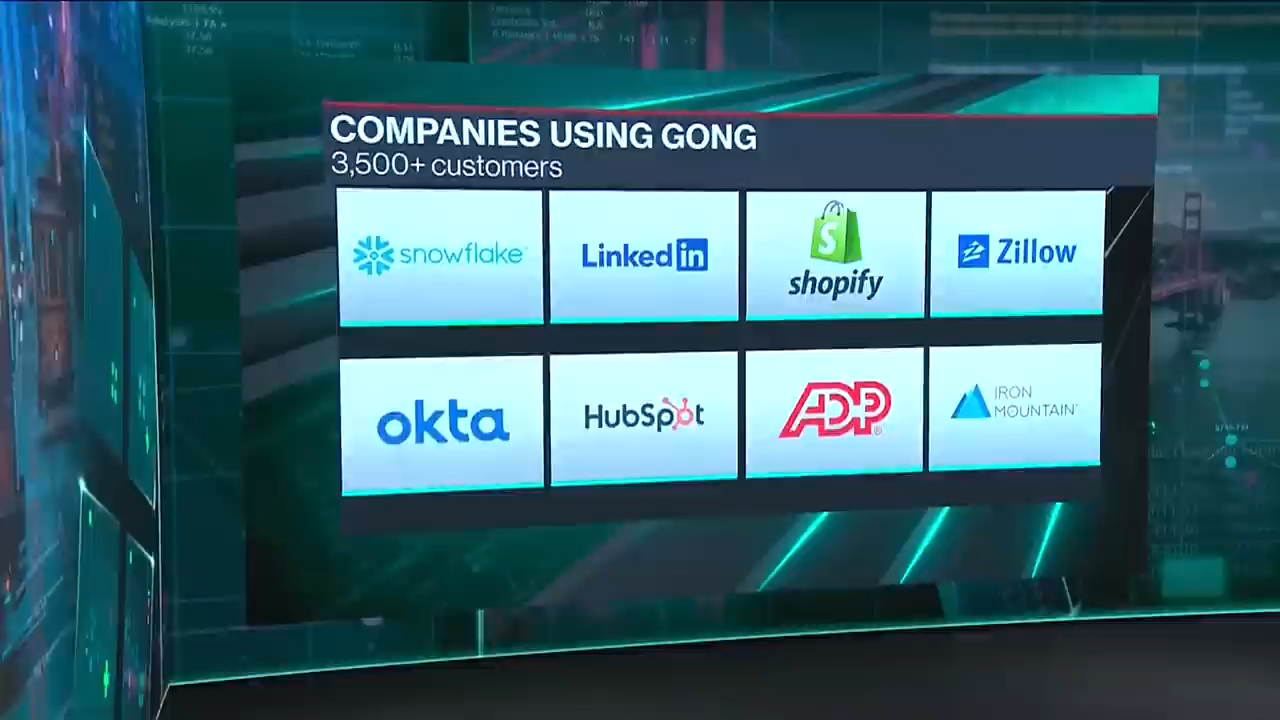 COMPANIES USING GONG
3,500+ customers
snowflake
LinkedIn
shopify
Zillow
okta
HubSpot
ADP
IRON
MOUNTAIN